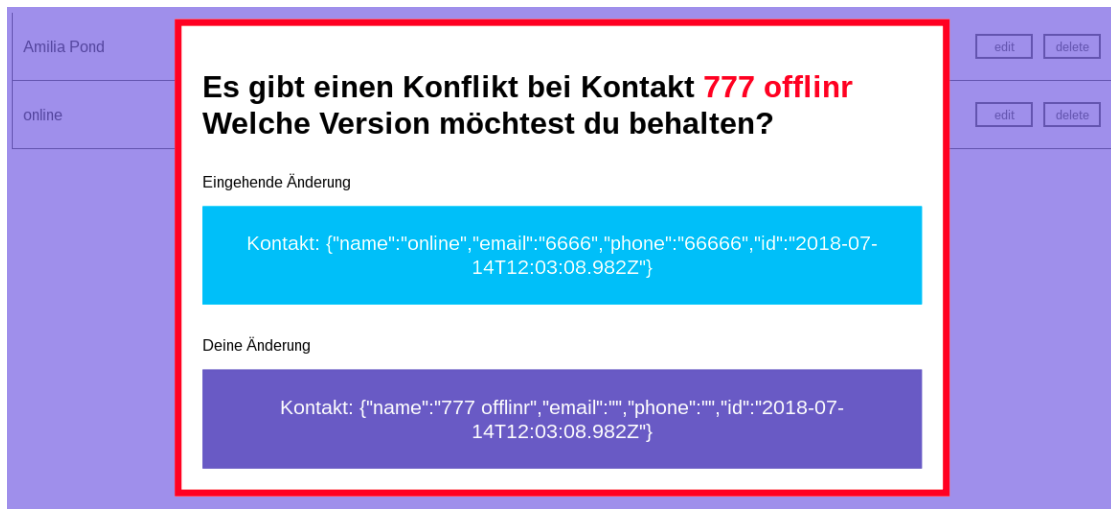 Amilia Pond
edit delete
online
edit delete
Es gibt einen Konflikt bei Kontakt 777 offlinr
Welche Version möchtest du behalten?
Eingehende Änderung
Kontakt: {"name":"online","email":"6666","phone":"66666","id":"2018-07-
14T12:03:08.982Z"}
Deine Änderung
Kontakt: {"name":"777 offlinr","email":"","phone":"","id":"2018-07-
14T12:03:08.982Z"}